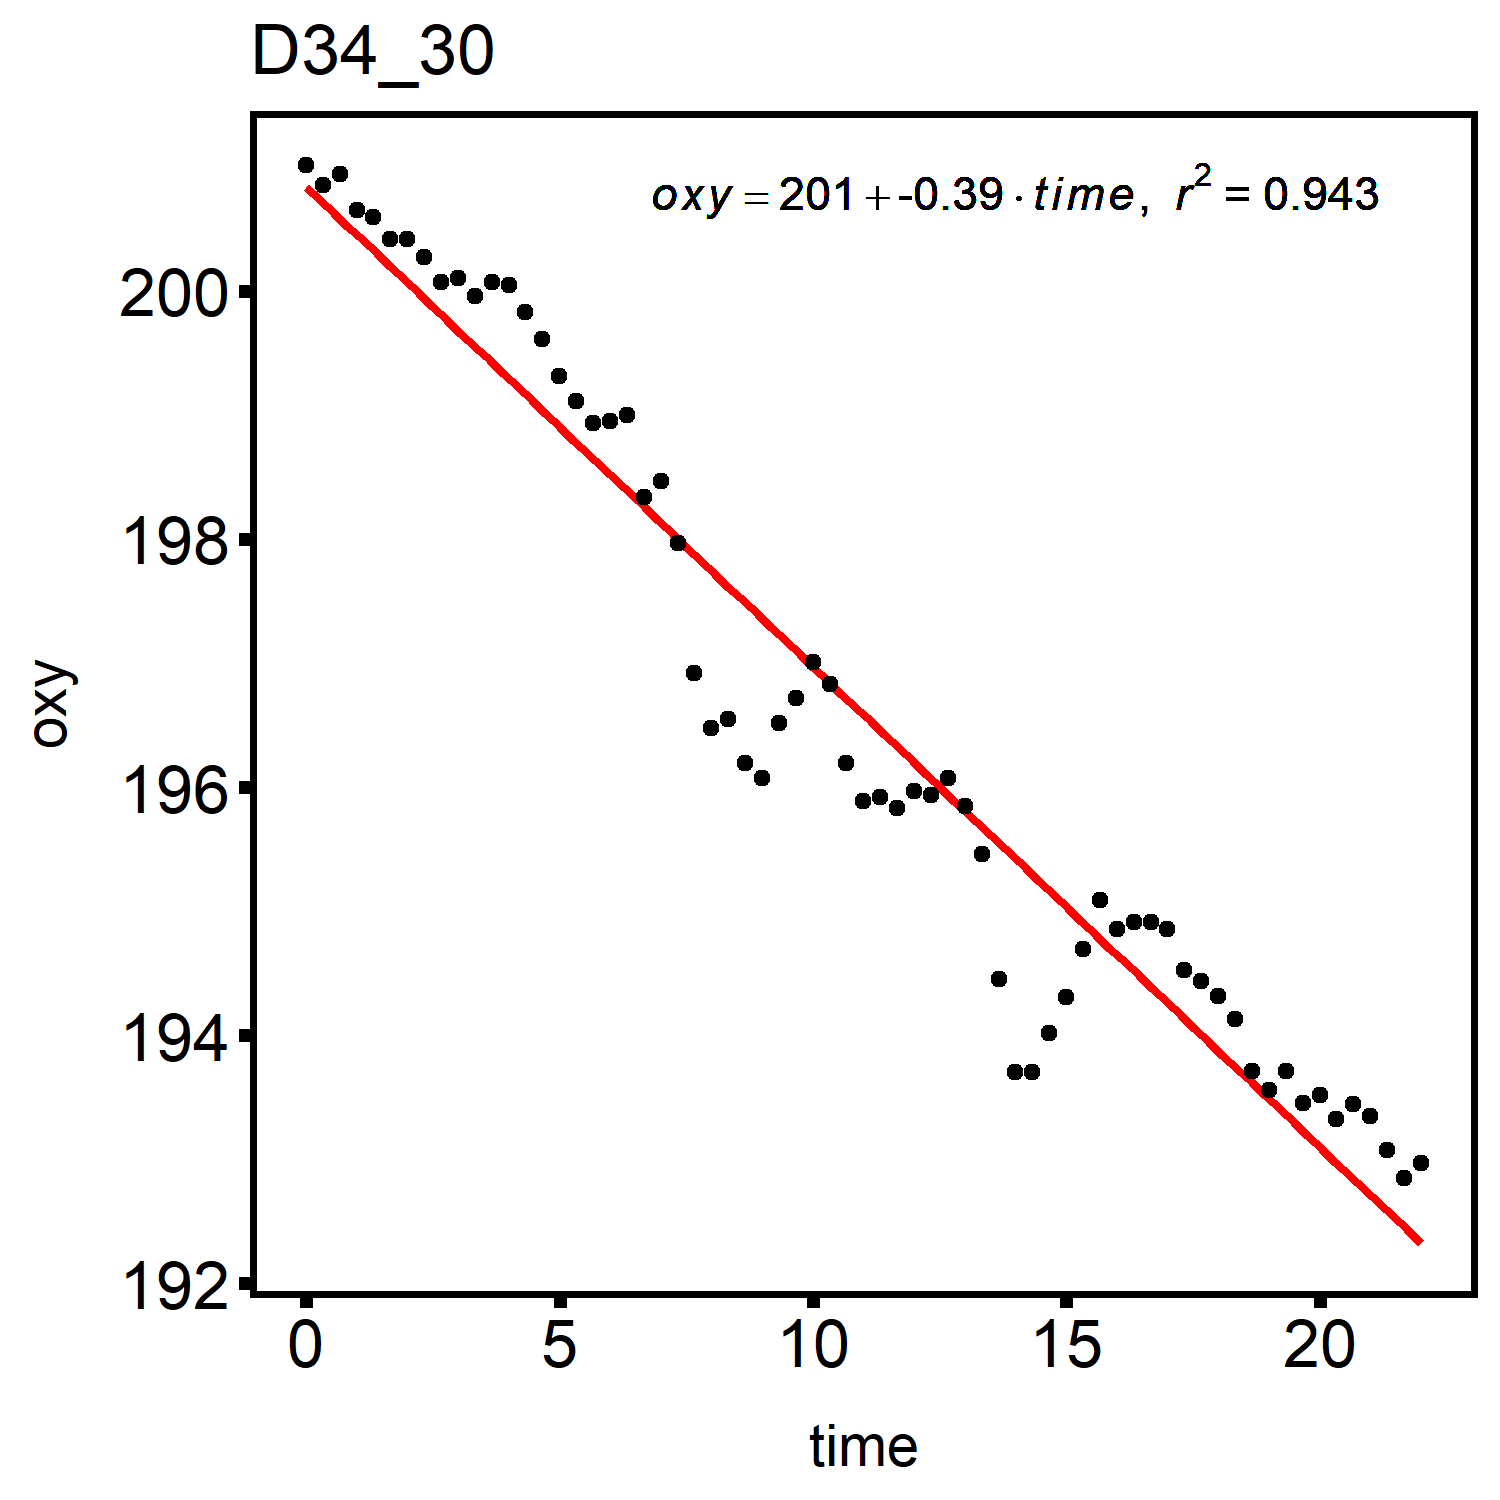 D34_30
oxy = 201 + -0.39 · time, r² = 0.943
200
198
196
194
192
oxy
0 5 10 15 20
time